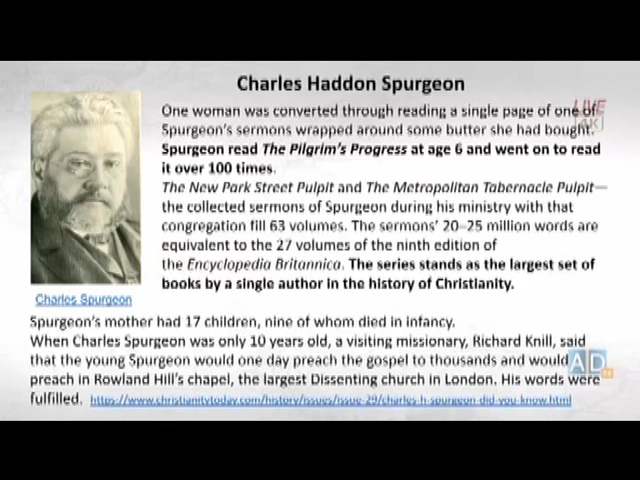 Charles Haddon Spurgeon
One woman was converted through reading a single page of one of
Spurgeon's sermons wrapped around some butter she had bought.
Spurgeon read The Pilgrim's Progress at age 6 and went on to read
it over 100 times.
The New Park Street Pulpit and The Metropolitan Tabernacle Pulpit—
the collected sermons of Spurgeon during his ministry with that
congregation fill 63 volumes. The sermons' 20–25 million words are
equivalent to the 27 volumes of the ninth edition of
the Encyclopedia Britannica. The series stands as the largest set of
books by a single author in the history of Christianity.
Charles Spurgeon
Spurgeon's mother had 17 children, nine of whom died in infancy.
When Charles Spurgeon was only 10 years old, a visiting missionary, Richard Knill, said
that the young Spurgeon would one day preach the gospel to thousands and would
preach in Rowland Hill's chapel, the largest Dissenting church in London. His words were
fulfilled. https://www.christianitytoday.com/history/issues/issue-29/charles-h-spurgeon-did-you-know.html
LIVE
AD
tv